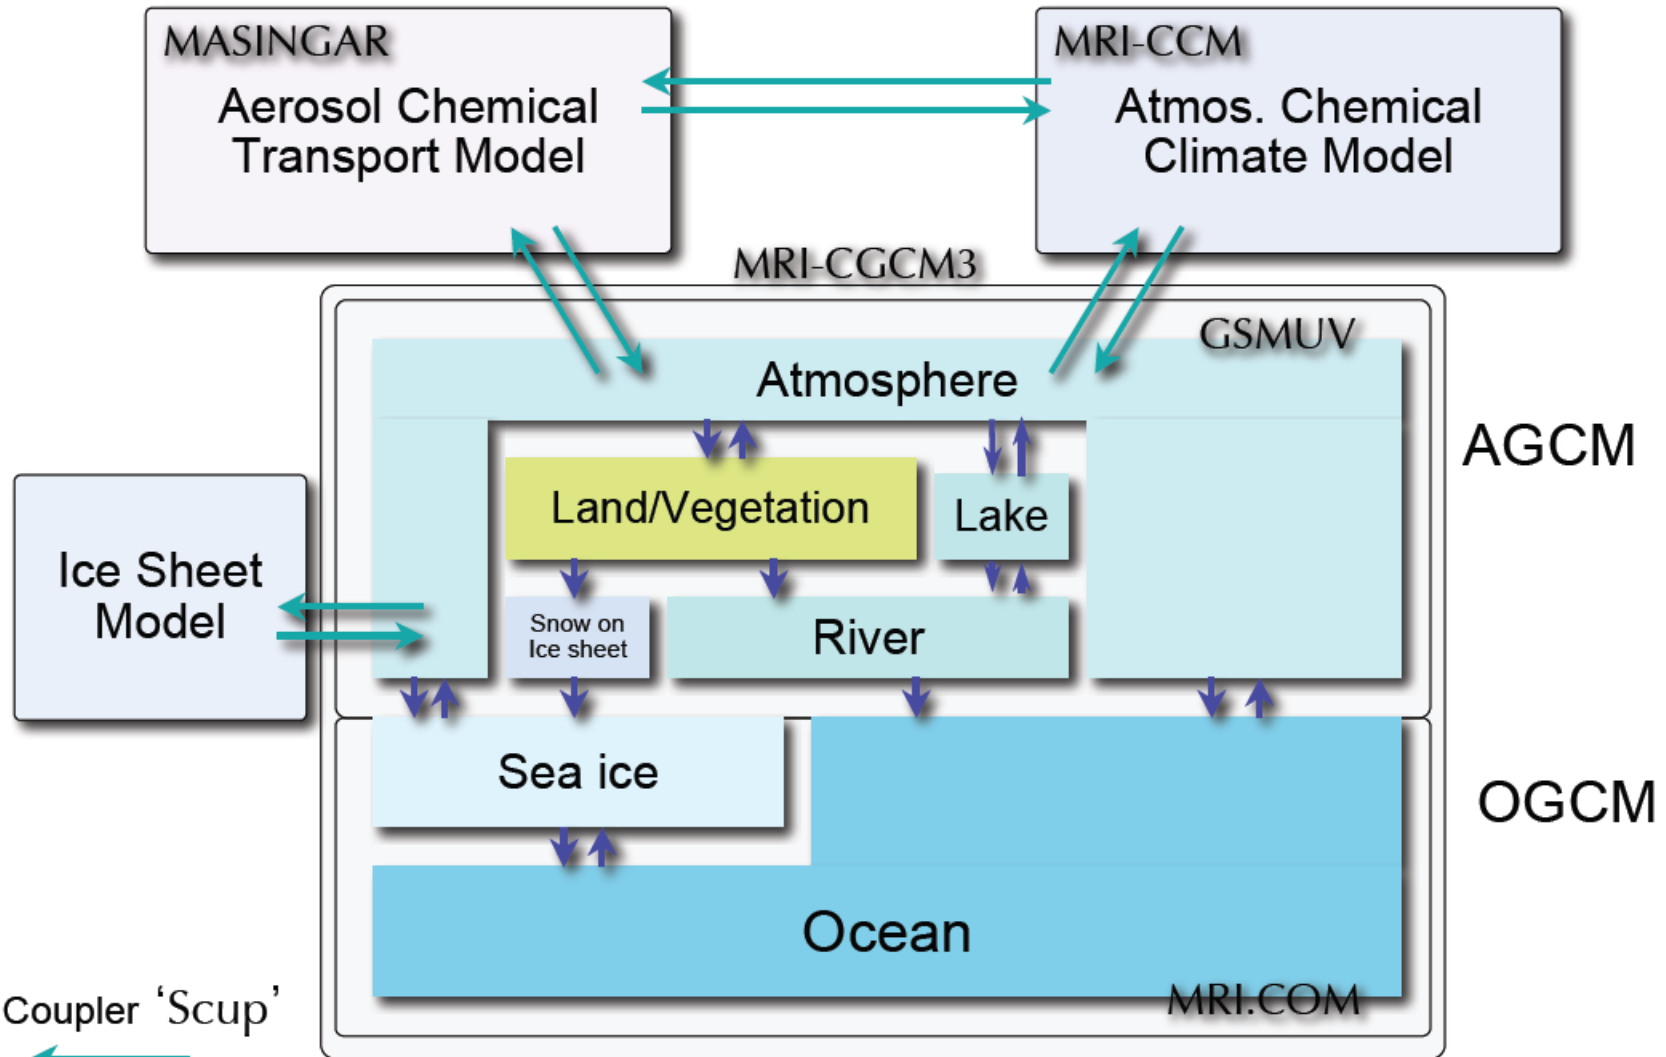 MASINGAR
Aerosol Chemical
Transport Model
MRI-CCM
Atmos. Chemical
Climate Model
MRI-CGCM3
GSMUV
Atmosphere
AGCM
Land/Vegetation
Lake
Ice Sheet
Model
Snow on
Ice sheet
River
Sea ice
OGCM
Ocean
MRI.COM
Coupler ‘Scup’